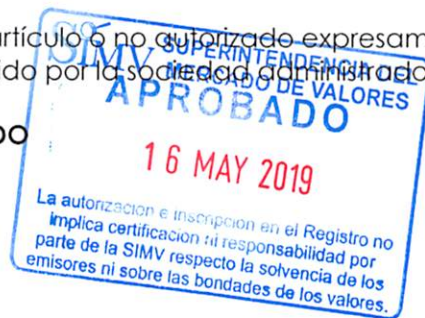 artículo o no autorizado expresam
ido por la sociedad administrado
DO
SIMV SUPERINTENDENCIA DEL
MERCADO DE VALORES
APROBADO
16 MAY 2019
La autorización e inscripción en el Registro no
implica certificación ni responsabilidad por
parte de la SIMV respecto la solvencia de los
emisores ni sobre las bondades de los valores.